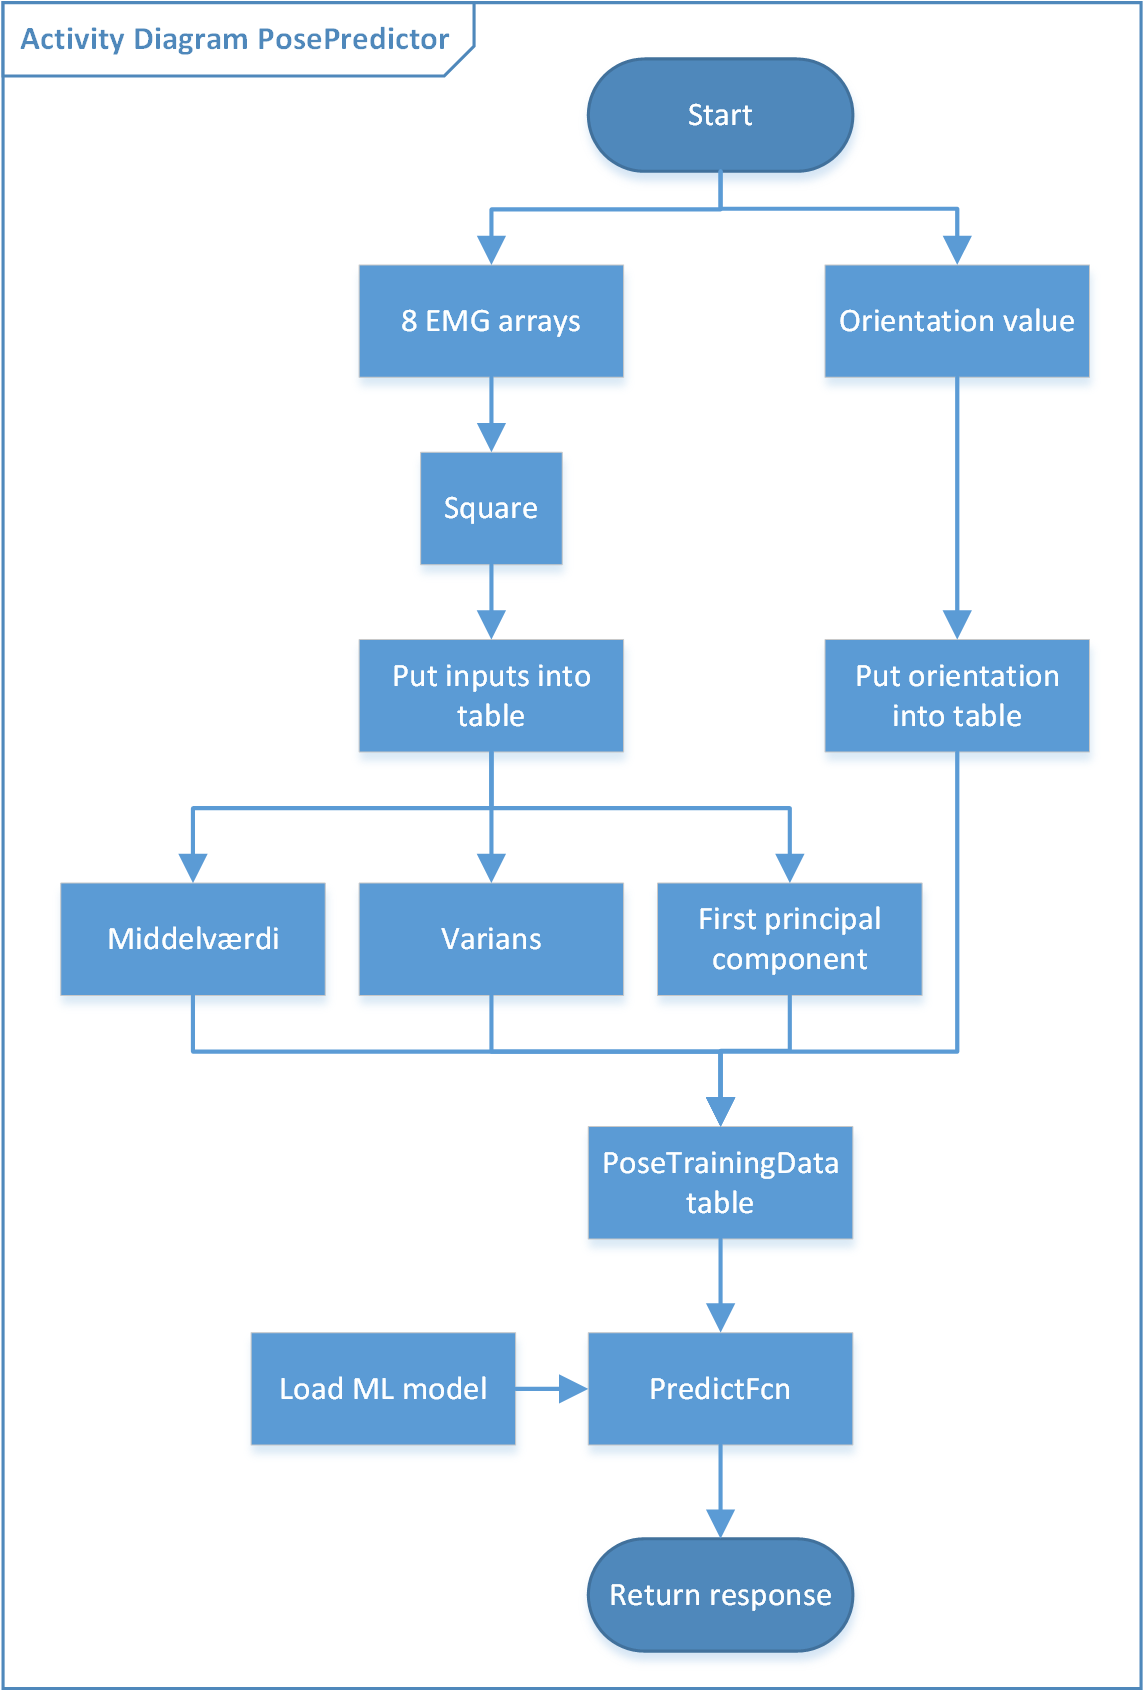 Activity Diagram PosePredictor
Start
8 EMG arrays
Orientation value
Square
Put inputs into
table
Put orientation
into table
Middelværdi
Varians
First principal
component
PoseTrainingData
table
Load ML model
PredictFcn
Return response